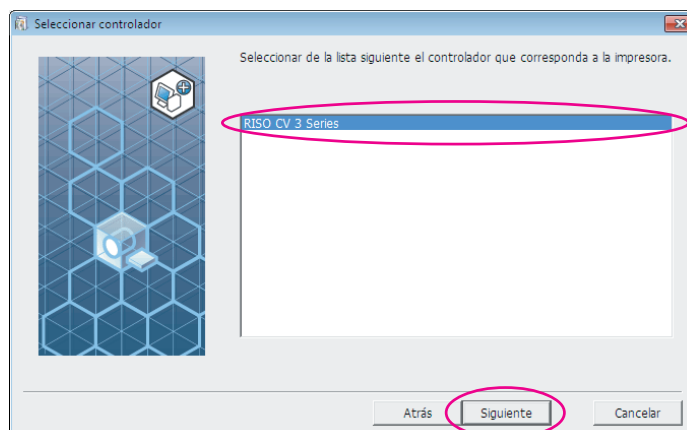 Seleccionar controlador
Seleccionar de la lista siguiente el controlador que corresponda a la impresora.
RISO CV 3 Series
Atrás Siguiente Cancelar